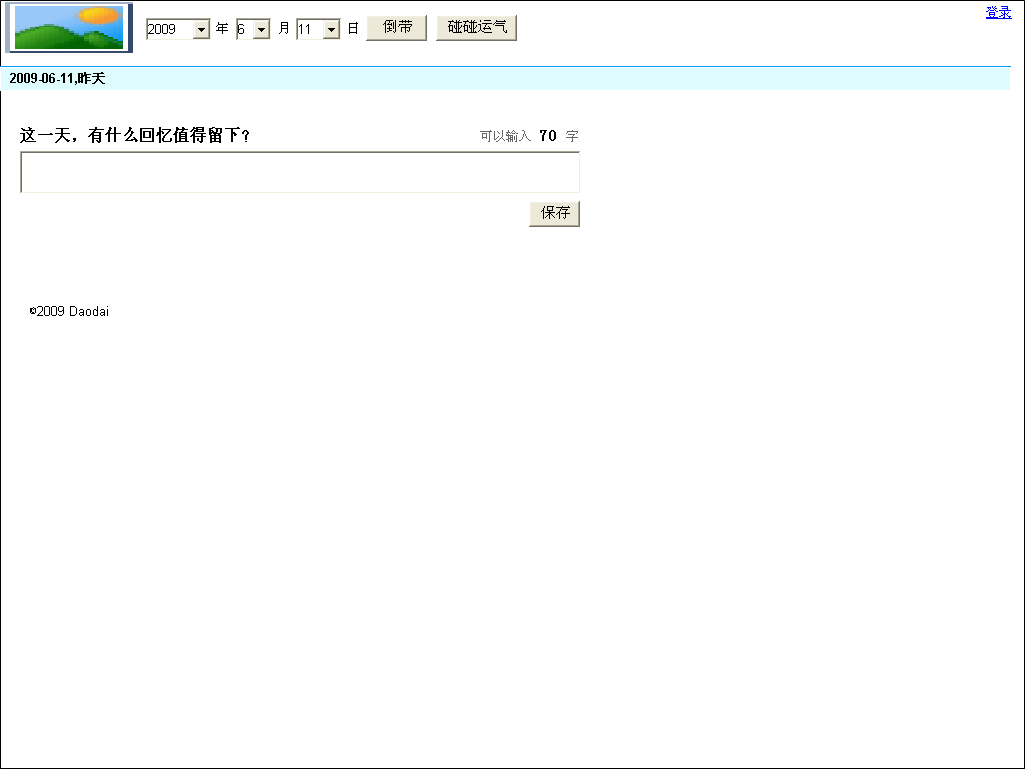 2009 年 6 月 11 日 倒带 碰碰运气 登录
2009-06-11,昨天
这一天，有什么回忆值得留下? 可以输入 70 字
保存
©2009 Daodai